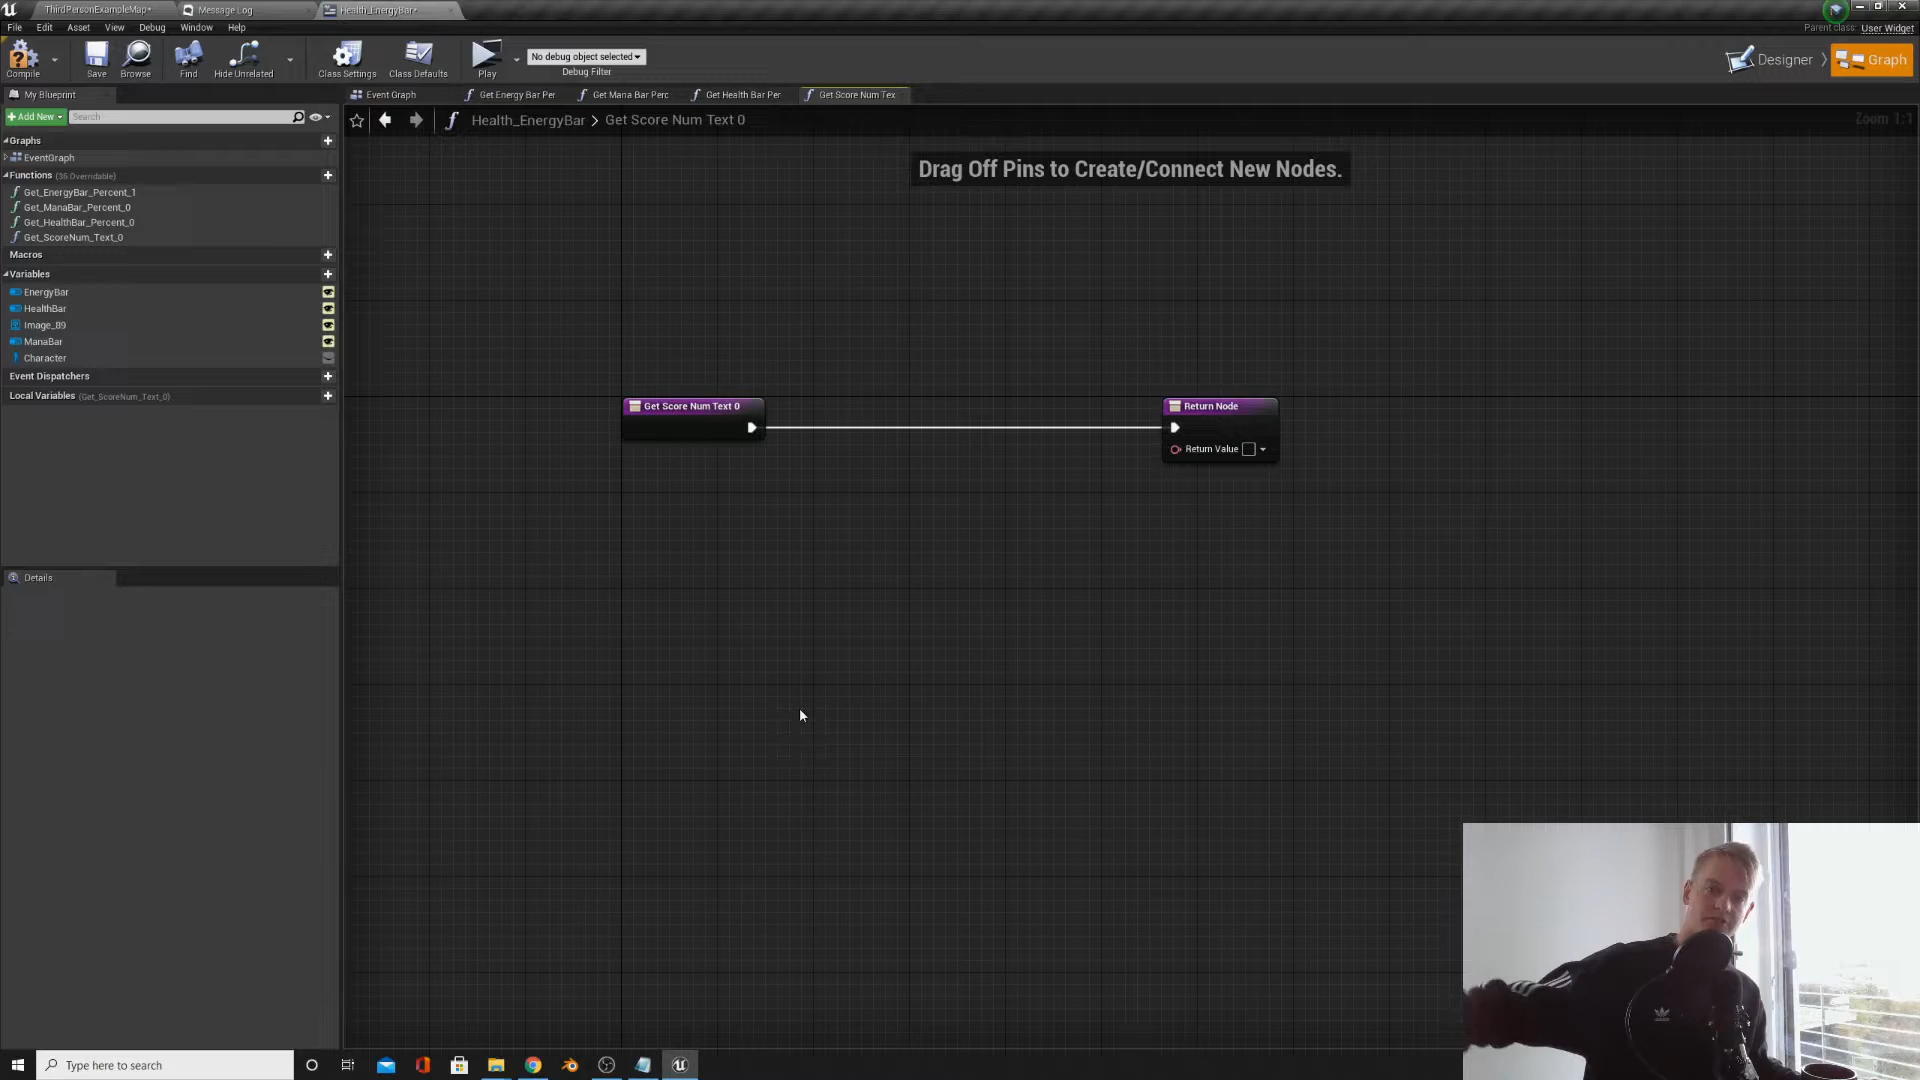 ThirdPersonExampleMap*
Message Log
Health_EnergyBar*
File Edit Asset View Debug Window Help
Parent class: User Widget
Compile
Save
Browse
Find
Hide Unrelated
Class Settings
Class Defaults
Play
No debug object selected
Debug Filter
Designer
Graph
My Blueprint
Event Graph
Get Energy Bar Per
Get Mana Bar Perc
Get Health Bar Per
Get Score Num Tex
+Add New
Search
Health_EnergyBar > Get Score Num Text 0
Zoom 1:1
Graphs
EventGraph
Functions (36 Overridable)
Get_EnergyBar_Percent_1
Get_ManaBar_Percent_0
Get_HealthBar_Percent_0
Get_ScoreNum_Text_0
Macros
Variables
EnergyBar
HealthBar
Image_89
ManaBar
Character
Event Dispatchers
Local Variables (Get_ScoreNum_Text_0)
Drag Off Pins to Create/Connect New Nodes.
Get Score Num Text 0
Return Node
Return Value
Details
Type here to search